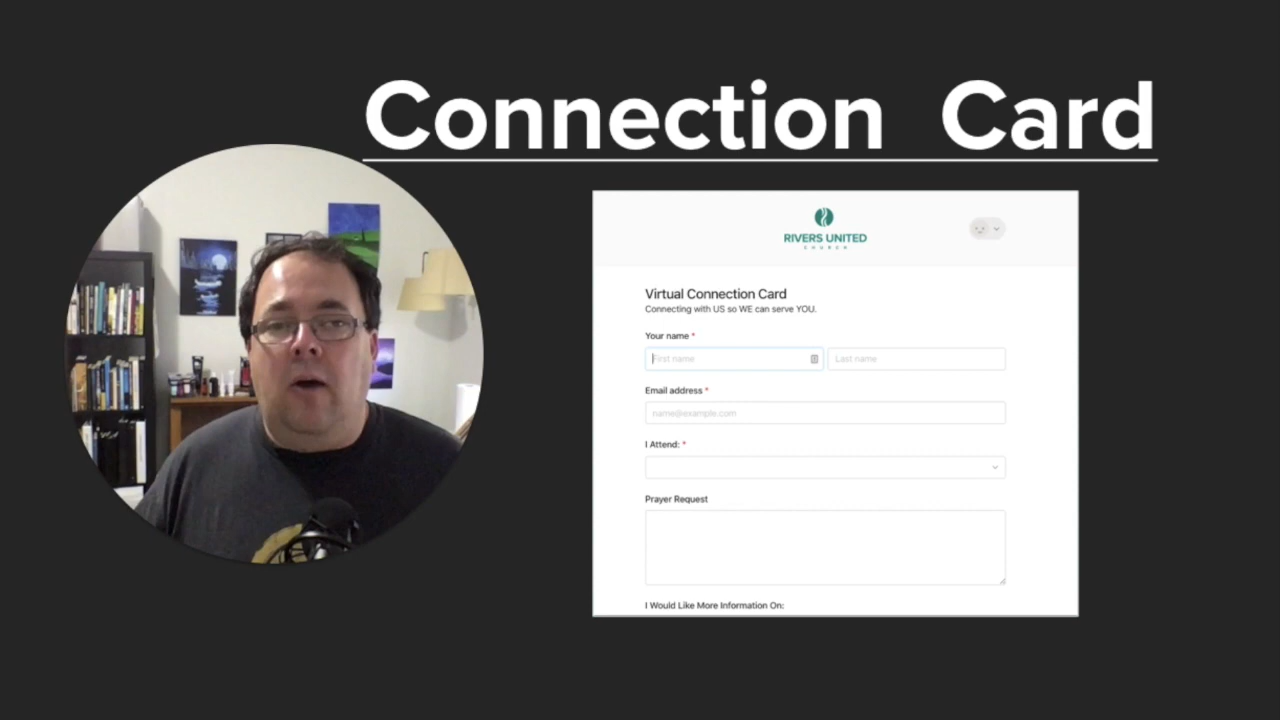 Connection Card
RIVERS UNITED
CHURCH
Virtual Connection Card
Connecting with US so WE can serve YOU.
Your name *
First name
Last name
Email address *
name@example.com
I Attend: *
Prayer Request
I Would Like More Information On: